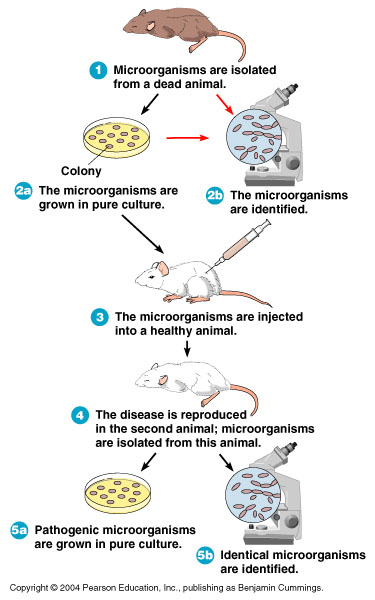 1 Microorganisms are isolated
from a dead animal.
Colony
2a The microorganisms are
grown in pure culture.
2b The microorganisms
are identified.
3 The microorganisms are injected
into a healthy animal.
4 The disease is reproduced
in the second animal; microorganisms
are isolated from this animal.
5a Pathogenic microorganisms
are grown in pure culture.
5b Identical microorganisms
are identified.
Copyright © 2004 Pearson Education, Inc., publishing as Benjamin Cummings.